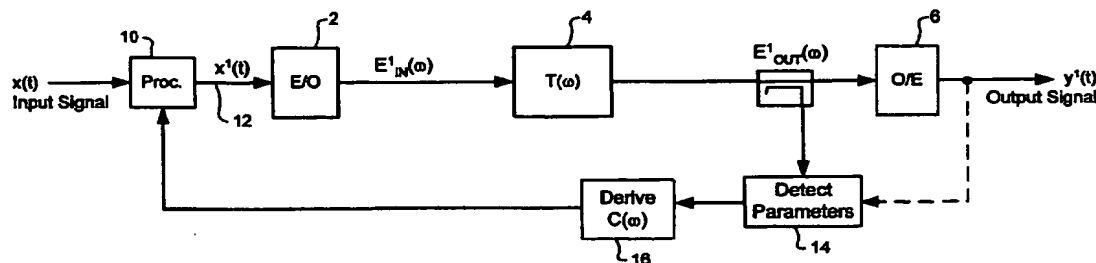 2
4
6
10
x(t)
Input Signal
Proc.
x¹(t)
12
E/O
E¹IN(ω)
T(ω)
E¹OUT(ω)
O/E
y¹(t)
Output Signal
Derive
C(ω)
16
Detect
Parameters
14